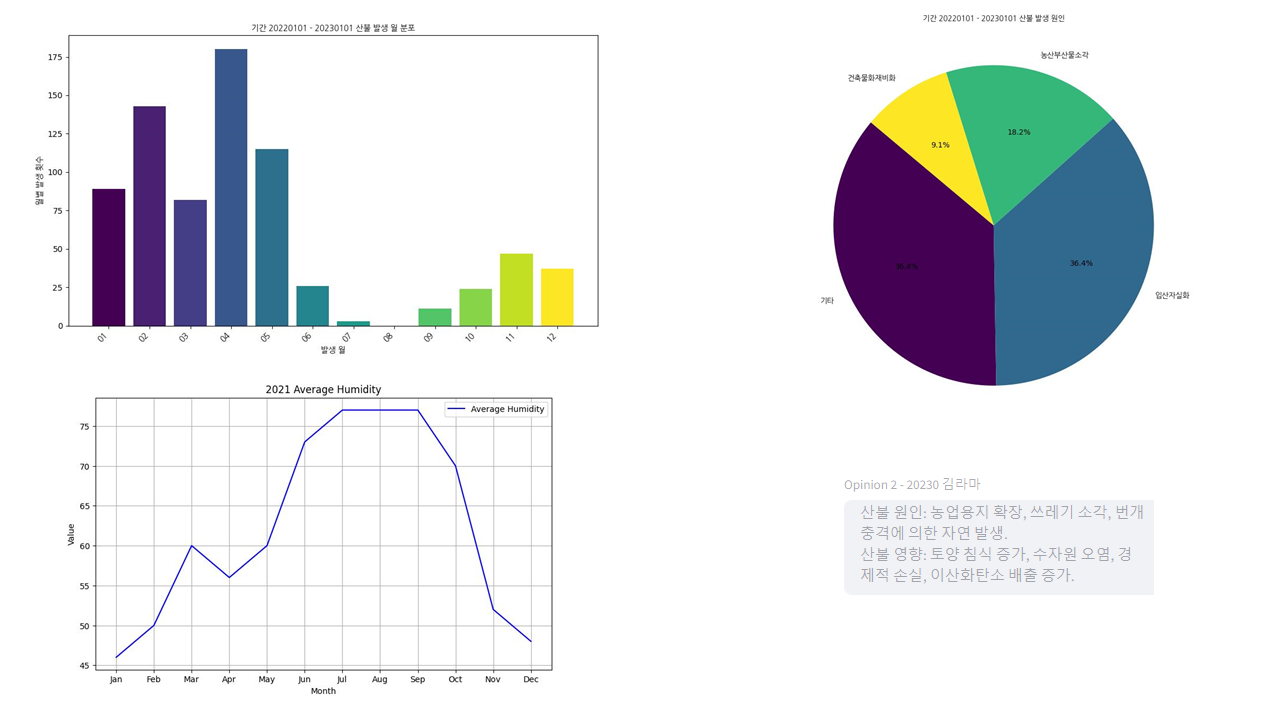 기간 20220101 - 20230101 산불 발생 월 분포
월별 발생 횟수
175
150
125
100
75
50
25
0
01
02
03
04
05
06
07
08
09
10
11
12
발생 월
기간 20220101 - 20230101 산불 발생 원인
농산부산물소각
건축물화재비화
18.2%
9.1%
36.4%
36.4%
기타
입산자실화
2021 Average Humidity
Average Humidity
Value
75
70
65
60
55
50
45
Jan
Feb
Mar
Apr
May
Jun
Jul
Aug
Sep
Oct
Nov
Dec
Month
Opinion 2 - 20230 김라마
산불 원인: 농업용지 확장, 쓰레기 소각, 번개
충격에 의한 자연 발생.
산불 영향: 토양 침식 증가, 수자원 오염, 경
제적 손실, 이산화탄소 배출 증가.